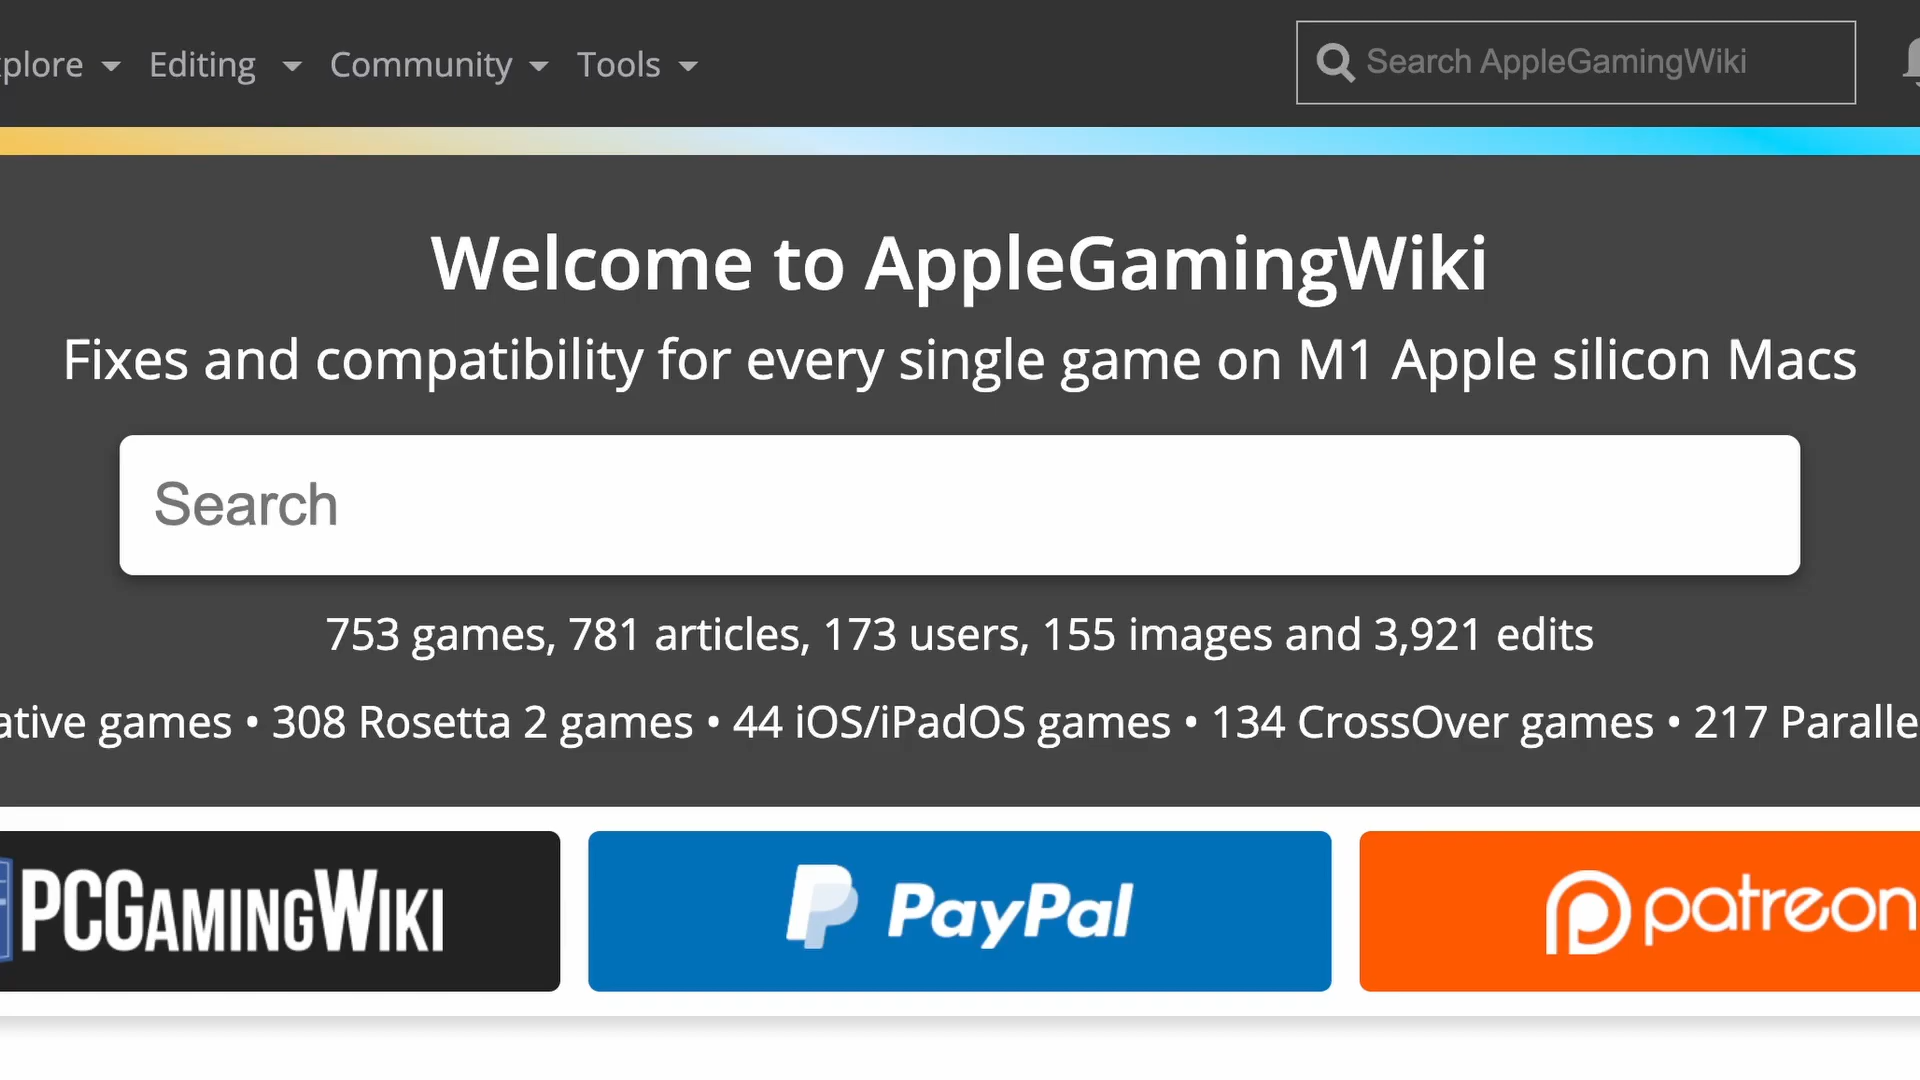 plore Editing Community Tools Search AppleGamingWiki
Welcome to AppleGamingWiki
Fixes and compatibility for every single game on M1 Apple silicon Macs
Search
753 games, 781 articles, 173 users, 155 images and 3,921 edits
ative games • 308 Rosetta 2 games • 44 iOS/iPadOS games • 134 CrossOver games • 217 Paralle
PCGamingWiki PayPal patreon